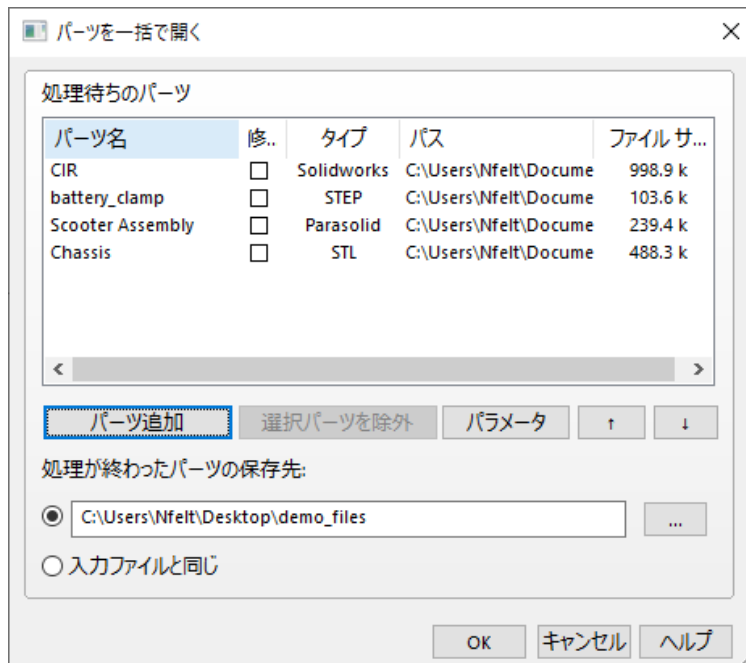 パーツを一括で開く
処理待ちのパーツ
パーツ名 修.. タイプ パス ファイル サ...
CIR Solidworks C:\Users\Nfelt\Docume 998.9 k
battery_clamp STEP C:\Users\Nfelt\Docume 103.6 k
Scooter Assembly Parasolid C:\Users\Nfelt\Docume 239.4 k
Chassis STL C:\Users\Nfelt\Docume 488.3 k
パーツ追加 選択パーツを除外 パラメータ ↑ ↓
処理が終わったパーツの保存先:
C:\Users\Nfelt\Desktop\demo_files ...
入力ファイルと同じ
OK キャンセル ヘルプ